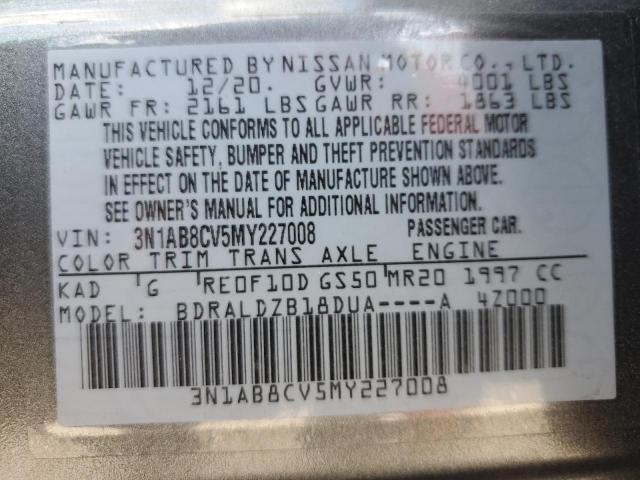 MANUFACTURED BY NISSAN MOTOR CO., LTD.
DATE: 12/20. GVWR: 4001 LBS
GAWR FR: 2161 LBS GAWR RR: 1863 LBS
THIS VEHICLE CONFORMS TO ALL APPLICABLE FEDERAL MOTOR
VEHICLE SAFETY, BUMPER AND THEFT PREVENTION STANDARDS
IN EFFECT ON THE DATE OF MANUFACTURE SHOWN ABOVE.
SEE OWNER'S MANUAL FOR ADDITIONAL INFORMATION.
VIN: 3N1AB8CV5MY227008 PASSENGER CAR.
COLOR TRIM TRANS AXLE ENGINE
KAD G RE0F10D GS50 MR20 1997 CC
MODEL: BDRALDZB18DUA----A 4Z000
3N1AB8CV5MY227008